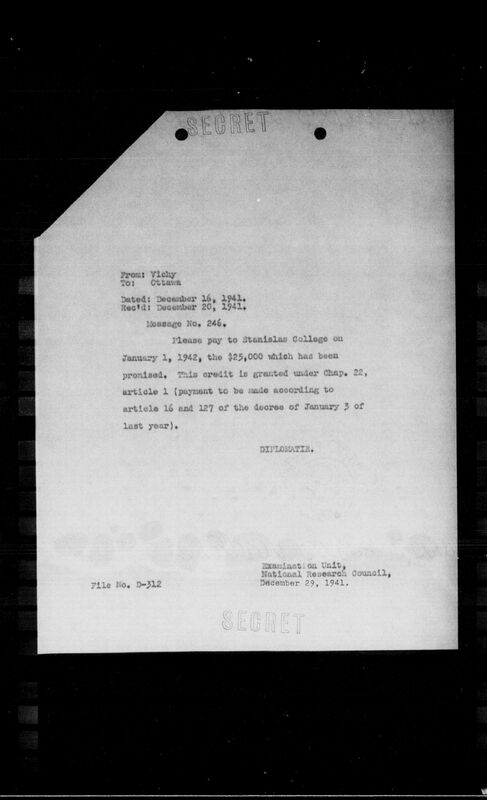 SECRET
From: Vichy
To: Ottawa
Dated: December 16, 1941.
Rec'd: December 20, 1941.
Message No. 246.
Please pay to Stanislas College on
January 1, 1942, the $25,000 which has been
promised. This credit is granted under Chap. 22,
article 1 (payment to be made according to
article 16 and 127 of the decree of January 3 of
last year).
DIPLOMATIE.
Examination Unit,
National Research Council,
December 29, 1941.
File No. D-312
SECRET